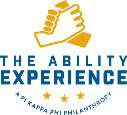 THE ABILITY
EXPERIENCE
A PI KAPPA PHI PHILANTHROPY